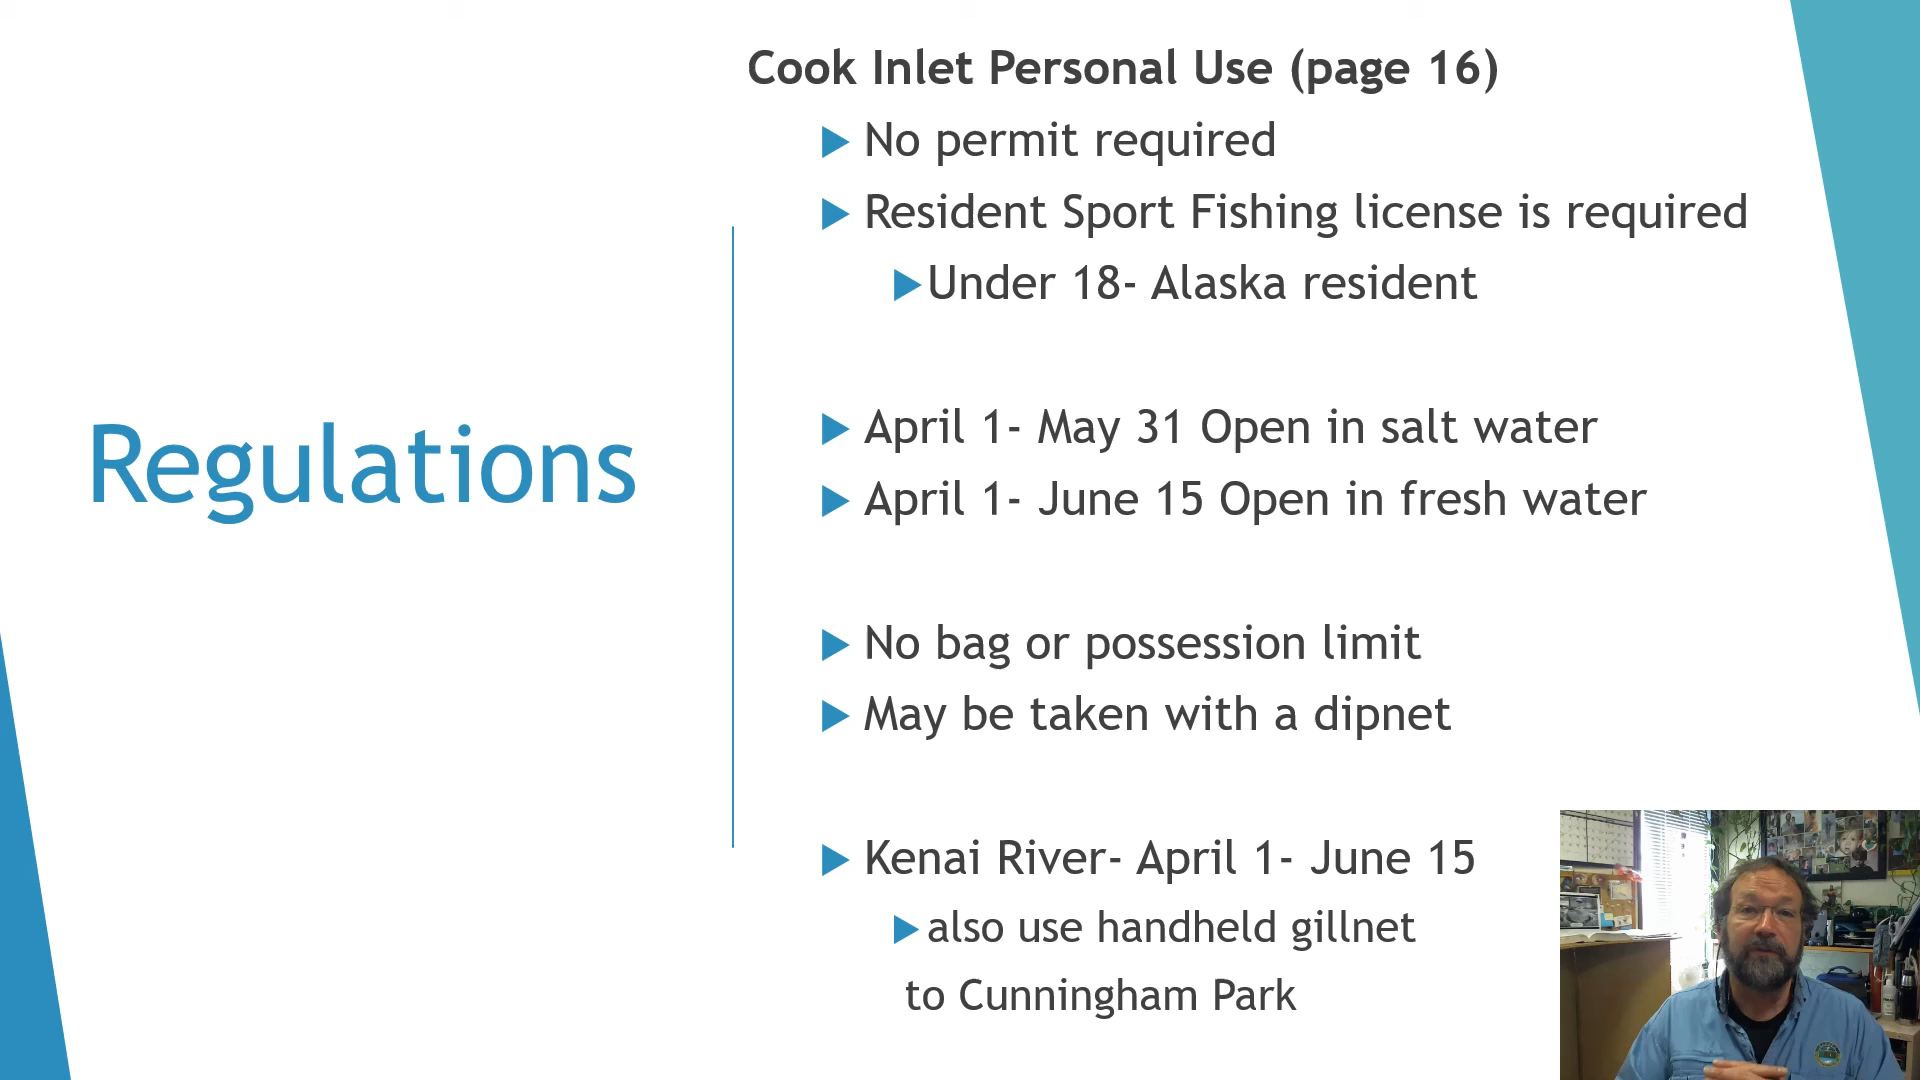 Regulations
Cook Inlet Personal Use (page 16)
No permit required
Resident Sport Fishing license is required
Under 18- Alaska resident
April 1- May 31 Open in salt water
April 1- June 15 Open in fresh water
No bag or possession limit
May be taken with a dipnet
Kenai River- April 1- June 15
also use handheld gillnet
to Cunningham Park